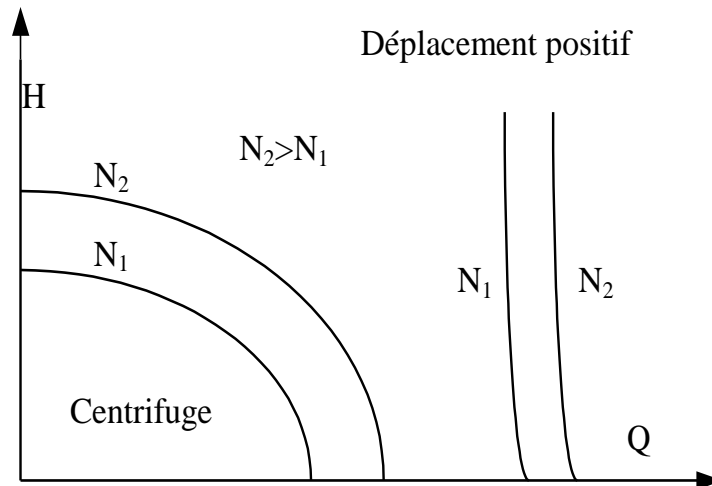 Déplacement positif
H
N₂>N₁
N₂
N₁
N₁
N₂
Centrifuge
Q